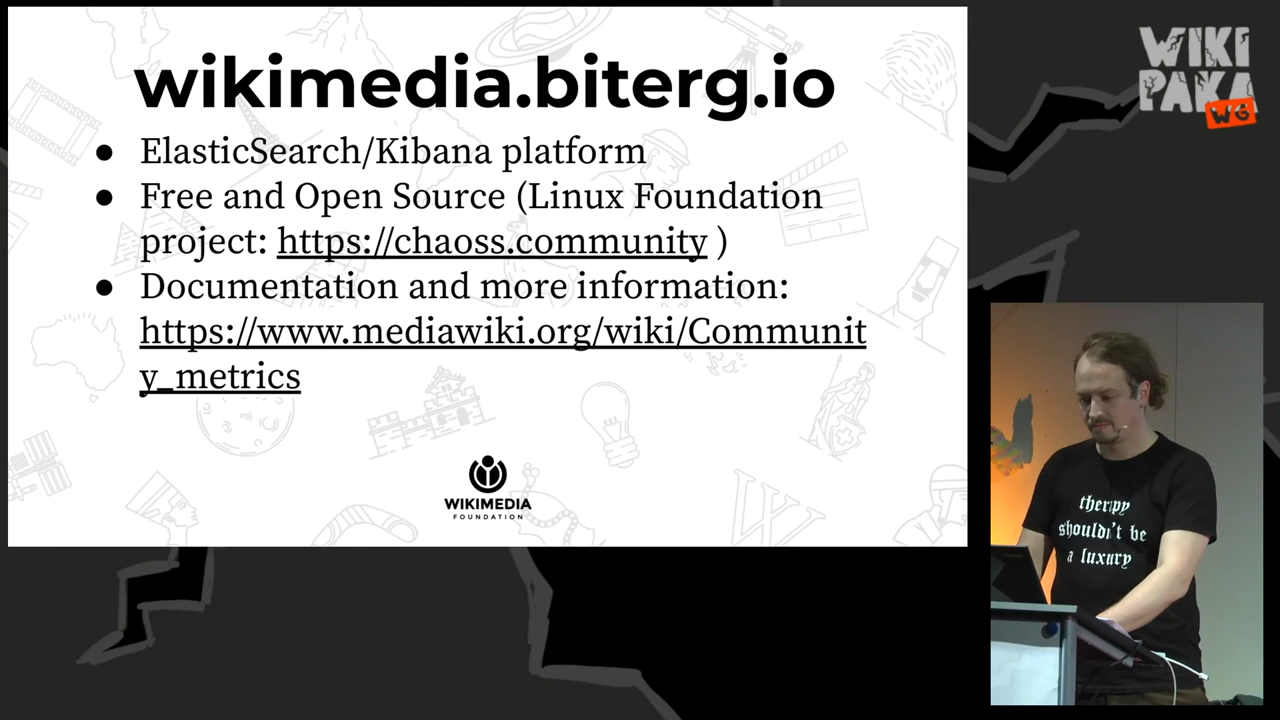 wikimedia.biterg.io
● ElasticSearch/Kibana platform
● Free and Open Source (Linux Foundation
project: https://chaoss.community )
● Documentation and more information:
https://www.mediawiki.org/wiki/Communit
y_metrics
WIKIMEDIA
FOUNDATION
WIKI
PAKA
WG
therapy
shouldn't be
a luxury